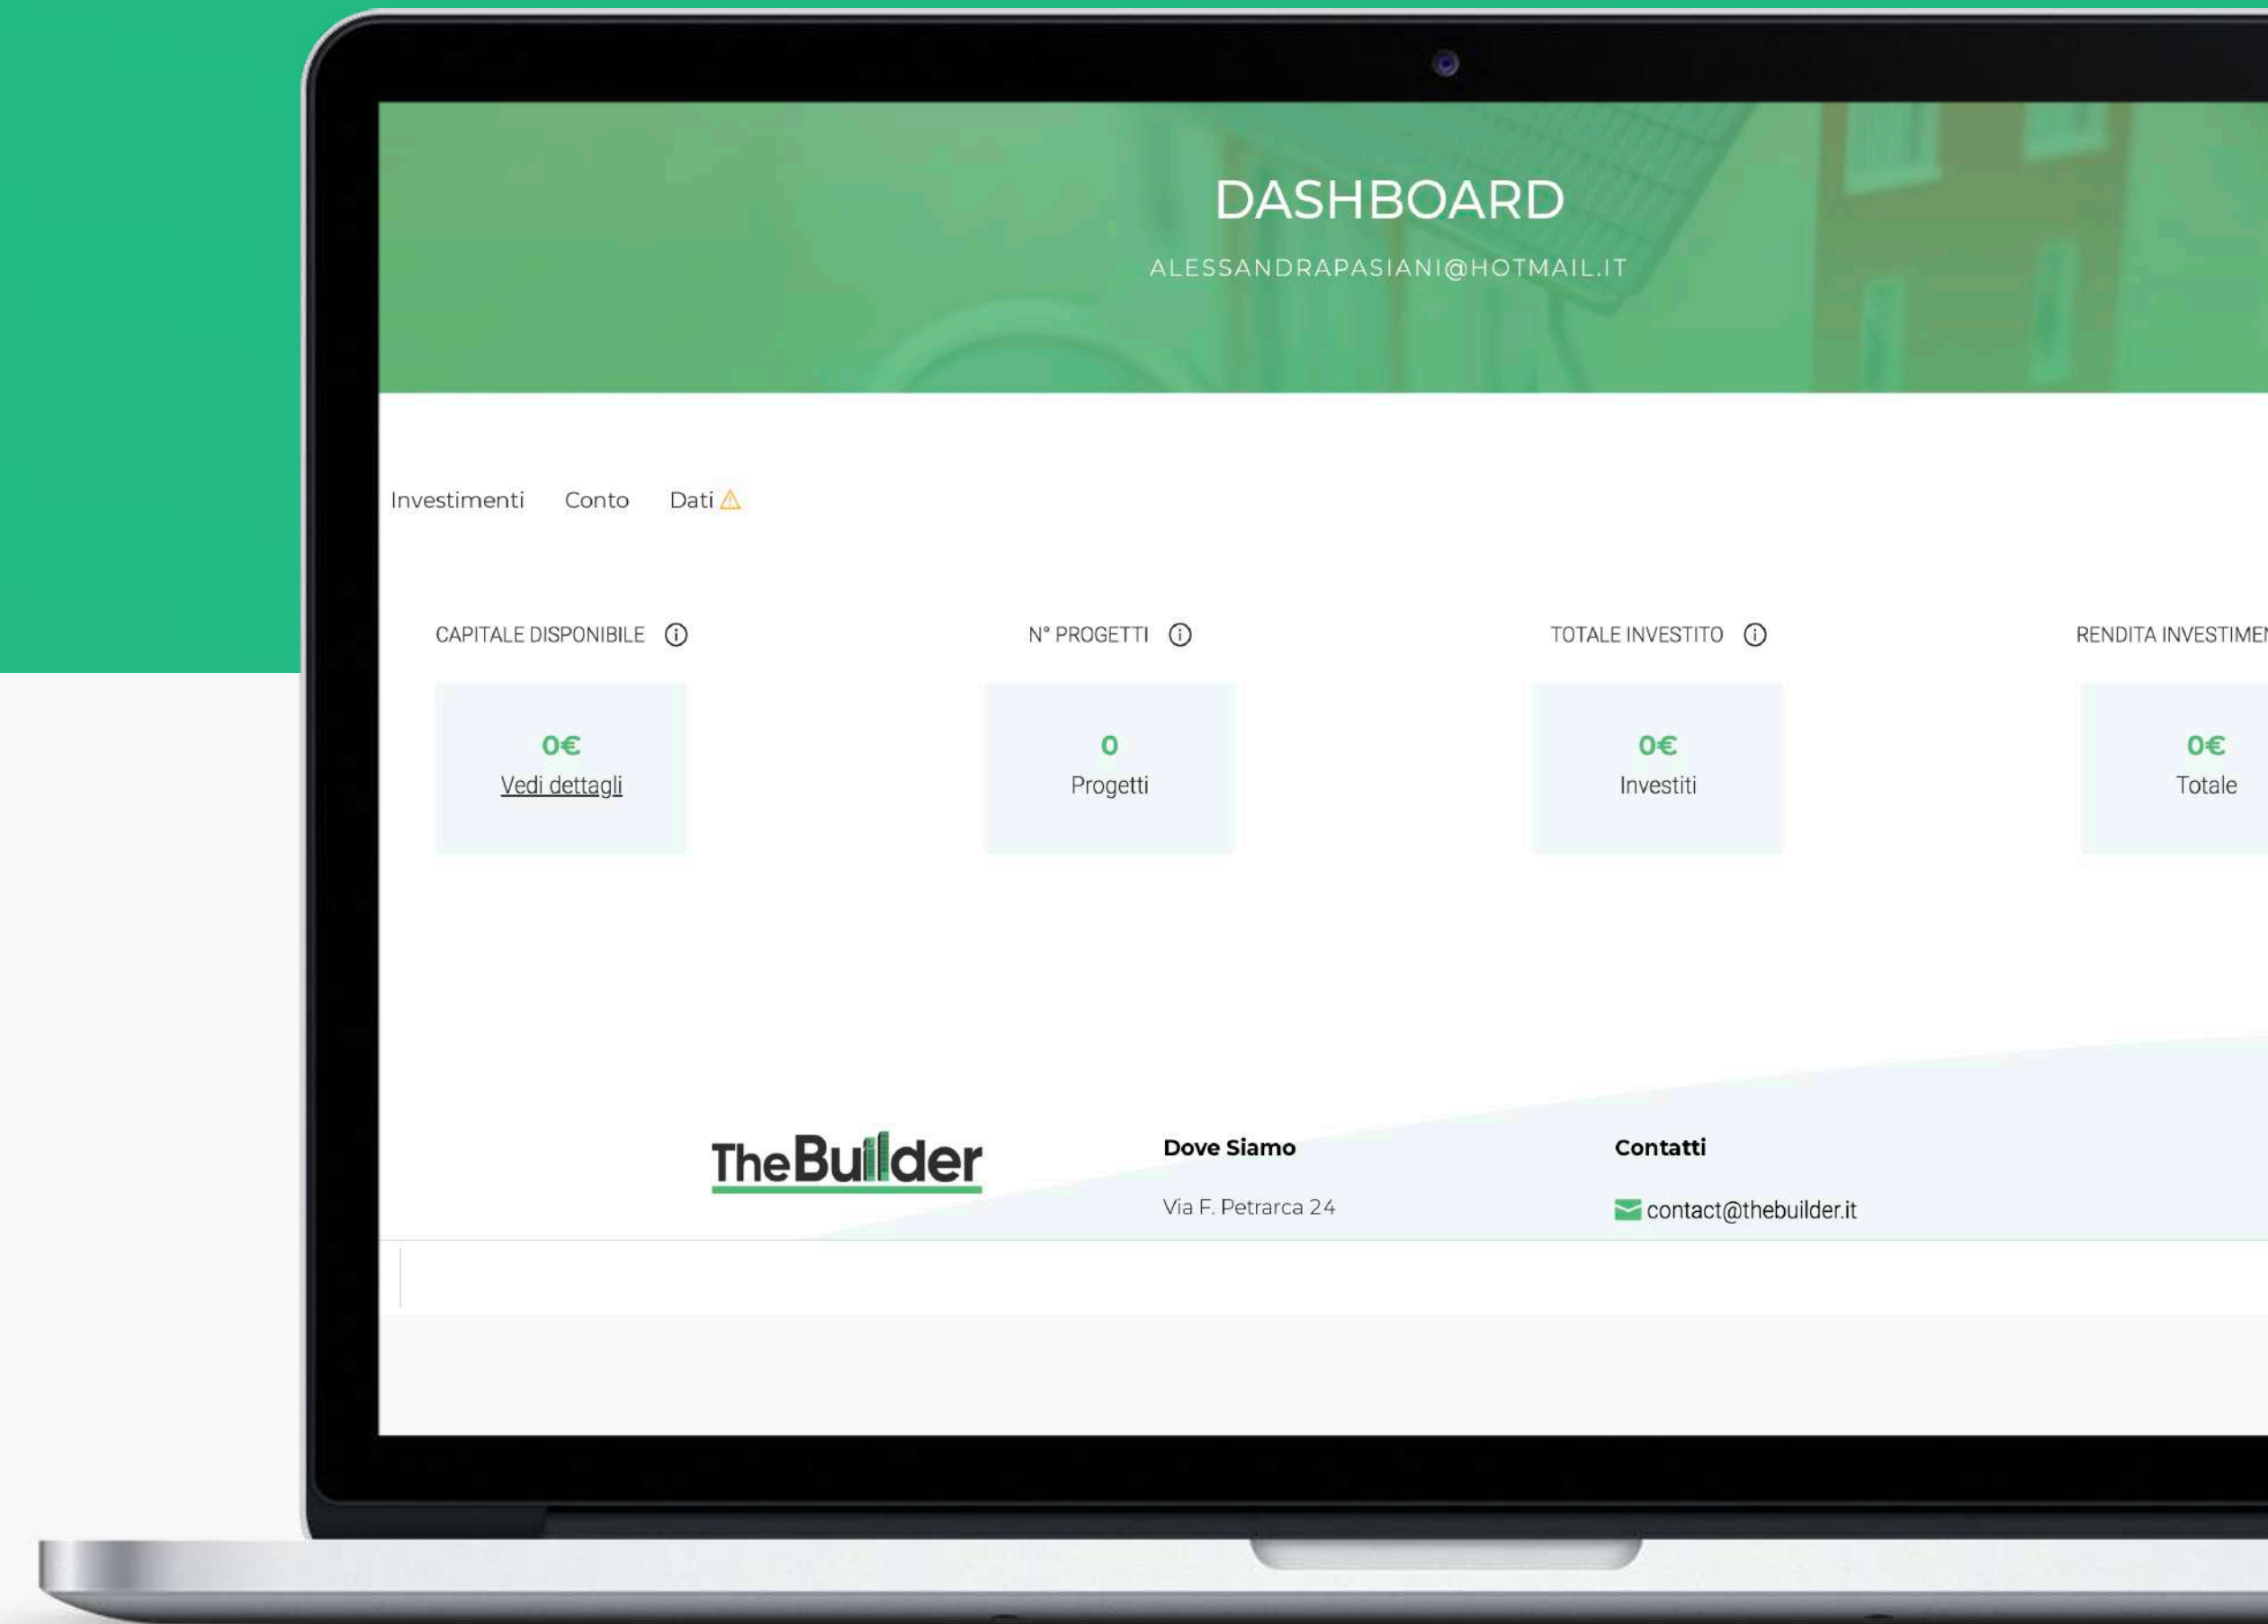 DASHBOARD
ALESSANDRAPASIANI@HOTMAIL.IT
Investimenti Conto Dati
CAPITALE DISPONIBILE
0€
Vedi dettagli
N° PROGETTI
0
Progetti
TOTALE INVESTITO
0€
Investiti
RENDITA
0€
Totale
TheBuilder
Dove Siamo
Via F. Petrarca 24
Contatti
contact@thebuilder.it